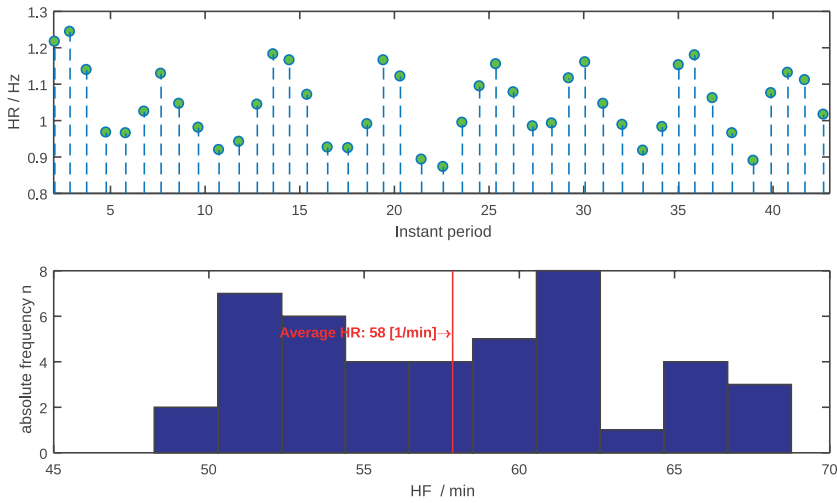 1.3
1.2
1.1
1
0.9
0.8
HR / Hz
5 10 15 20 25 30 35 40
Instant period
8
6
4
2
0
absolute frequency n
Average HR: 58 [1/min]→
45 50 55 60 65 70
HF / min